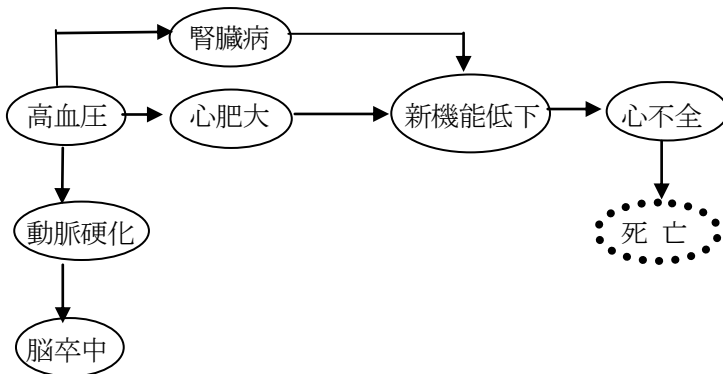 腎臓病
高血圧
心肥大
新機能低下
心不全
動脈硬化
死 亡
脳卒中